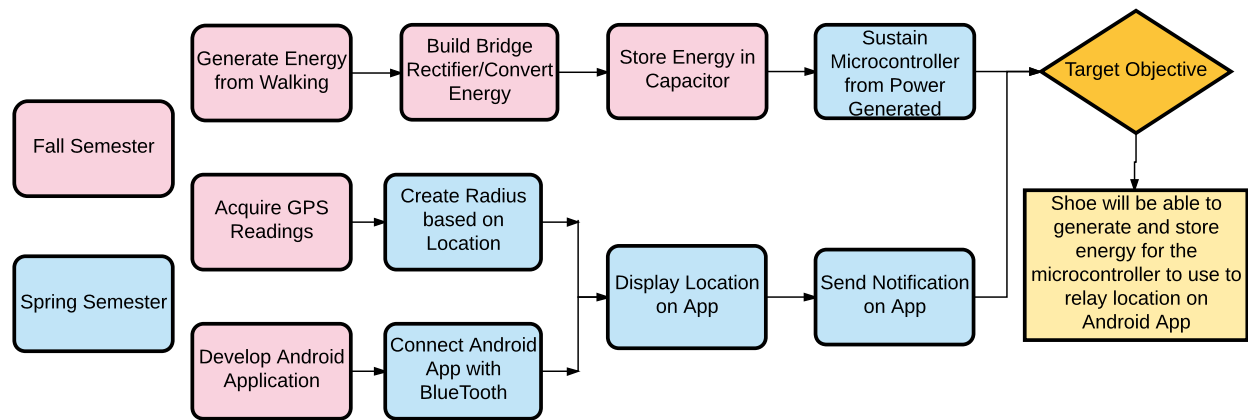 Fall Semester
Spring Semester
Generate Energy
from Walking
Build Bridge
Rectifier/Convert
Energy
Store Energy in
Capacitor
Sustain
Microcontroller
from Power
Generated
Target Objective
Acquire GPS
Readings
Create Radius
based on
Location
Develop Android
Application
Connect Android
App with
BlueTooth
Display Location
on App
Send Notification
on App
Shoe will be able to
generate and store
energy for the
microcontroller to use to
relay location on
Android App